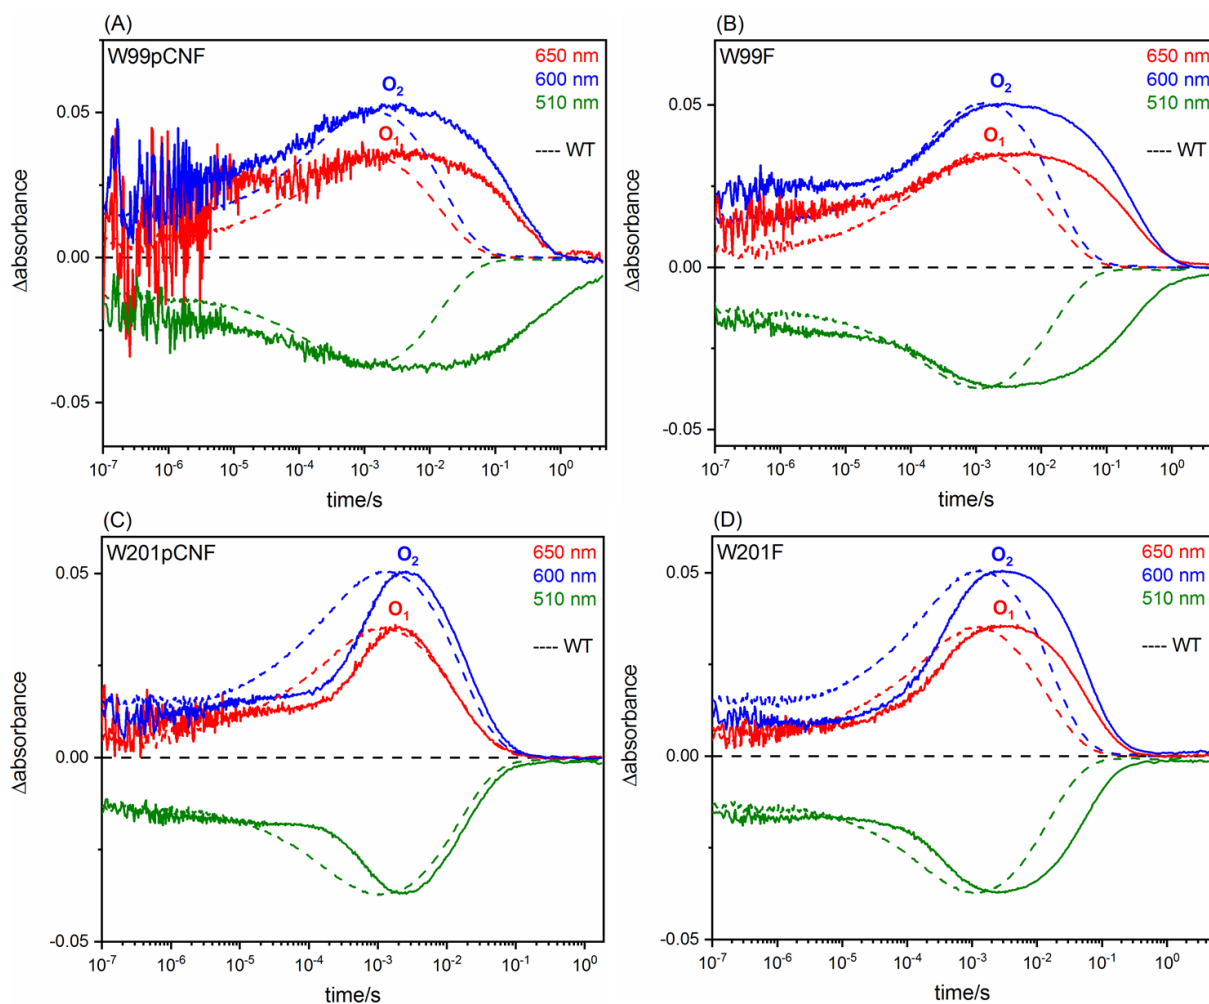 (A)
W99pCNF
650 nm
600 nm
510 nm
---- WT
O₂
O₁
0.05
0.00
-0.05
Δabsorbance
10⁻⁷ 10⁻⁶ 10⁻⁵ 10⁻⁴ 10⁻³ 10⁻² 10⁻¹ 10⁰
time/s
(B)
W99F
650 nm
600 nm
510 nm
---- WT
O₂
O₁
0.05
0.00
-0.05
Δabsorbance
10⁻⁷ 10⁻⁶ 10⁻⁵ 10⁻⁴ 10⁻³ 10⁻² 10⁻¹ 10⁰
time/s
(C)
W201pCNF
650 nm
600 nm
510 nm
---- WT
O₂
O₁
0.05
0.00
-0.05
Δabsorbance
10⁻⁷ 10⁻⁶ 10⁻⁵ 10⁻⁴ 10⁻³ 10⁻² 10⁻¹ 10⁰
time/s
(D)
W201F
650 nm
600 nm
510 nm
---- WT
O₂
O₁
0.05
0.00
-0.05
Δabsorbance
10⁻⁷ 10⁻⁶ 10⁻⁵ 10⁻⁴ 10⁻³ 10⁻² 10⁻¹ 10⁰
time/s